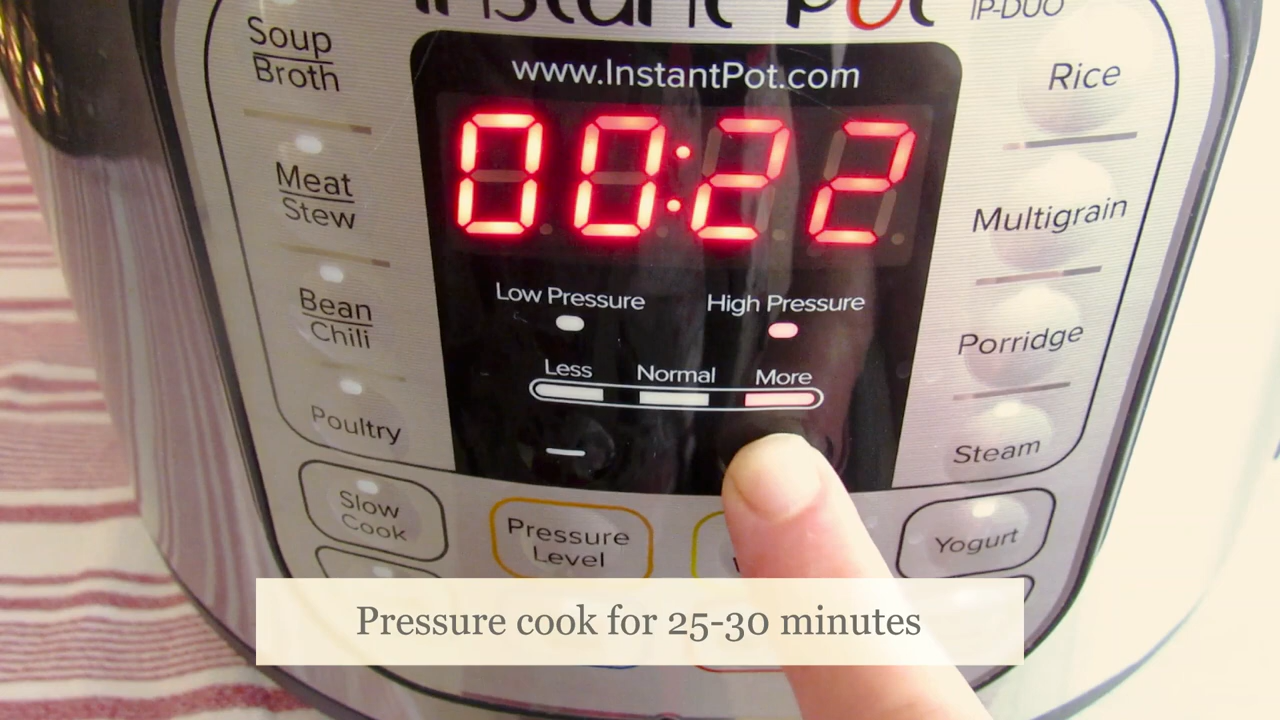 Instant Pot
IP-DUO
www.InstantPot.com
00:22
Soup
Broth
Meat
Stew
Bean
Chili
Poultry
Slow
Cook
Low Pressure
High Pressure
Less Normal More
−
Pressure
Level
Rice
Multigrain
Porridge
Steam
Yogurt
Pressure cook for 25-30 minutes